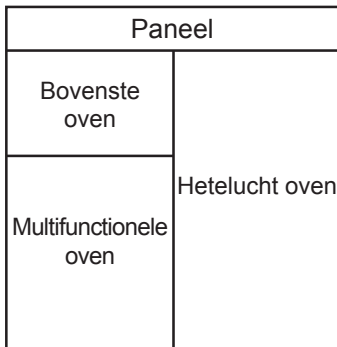 Paneel
Bovenste
oven
Multifunctionele
oven
Hetelucht oven